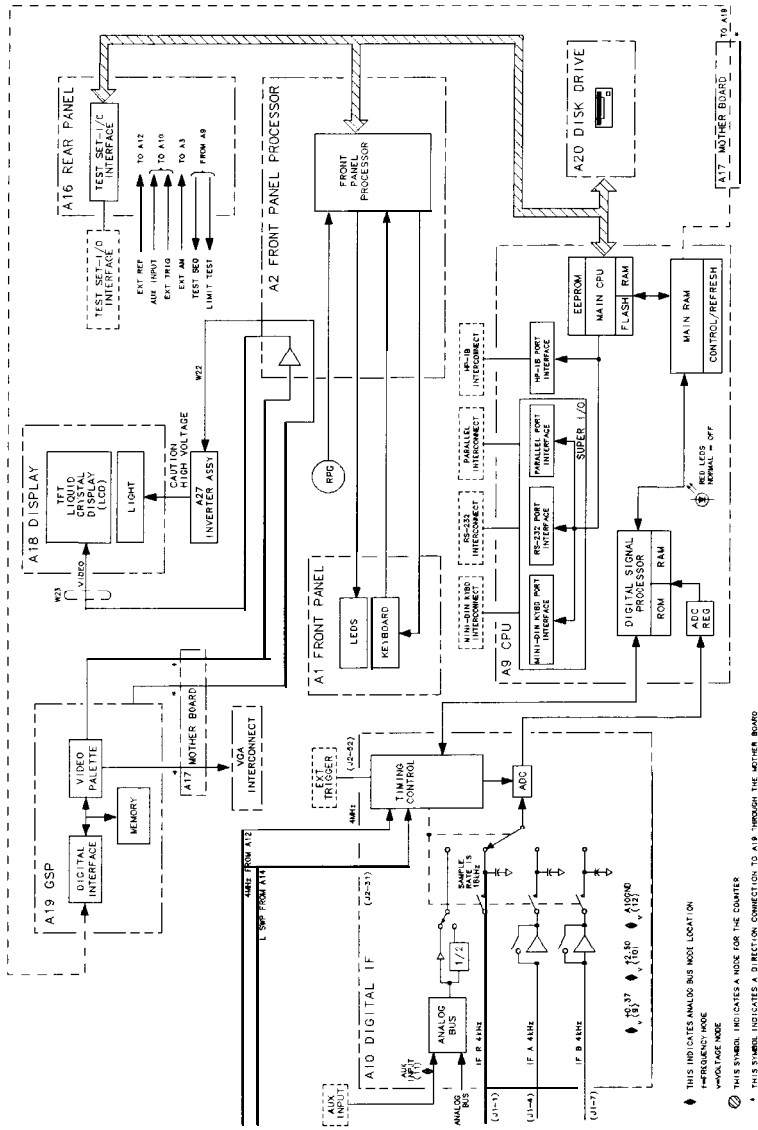 TO A18
*
A17 MOTHER BOARD
A16 REAR PANEL
TEST SET-I/O
INTERFACE
TEST SET-I/O
INTERFACE
EXT REF
TO A12
AUX INPUT
TO A10
EXT TRIG
EXT AM
TO A3
TEST SEQ
FROM A9
LIMIT TEST
A2 FRONT PANEL PROCESSOR
FRONT
PANEL
PROCESSOR
A20 DISK DRIVE
A18 DISPLAY
TFT
LIQUID
CRYSTAL
DISPLAY
(LCD)
LIGHT
CAUTION
HIGH VOLTAGE
A27
INVERTER ASSY
W22
W23
VIDEO
RPG
A1 FRONT PANEL
LEDS
KEYBOARD
A9 CPU
EEPROM
MAIN CPU
FLASH
RAM
MAIN RAM
CONTROL/REFRESH
HP-IB
INTERCONNECT
PARALLEL
INTERCONNECT
RS-232
INTERCONNECT
MINI-DIN KYBD
INTERCONNECT
HP-IB PORT
INTERFACE
PARALLEL PORT
INTERFACE
RS-232 PORT
INTERFACE
MINI-DIN KYBD PORT
INTERFACE
SUPER I/O
RED LEDS
NORMAL = OFF
DIGITAL SIGNAL
PROCESSOR
ROM
RAM
ADC
REG
A19 GSP
DIGITAL
INTERFACE
VIDEO
PALETTE
MEMORY
A17 MOTHER BOARD
*
*
*
VGA
INTERCONNECT
4MHz FROM A12
L SWP FROM A14
A10 DIGITAL IF
(J2-31)
4MHz
EXT
TRIGGER
(J2-52)
TIMING
CONTROL
ADC
SAMPLE
RATE IS
16kHz
AUX
INPUT
AUX
INPUT
(11)
ANALOG
BUS
ANALOG
BUS
1/2
IF R 4kHz
(J1-1)
IF A 4kHz
(J1-4)
IF B 4kHz
(J1-7)
+0.37
v(9)
+2.50
v(10)
A10GND
v(12)
THIS INDICATES ANALOG BUS NODE LOCATION
f=FREQUENCY NODE
v=VOLTAGE NODE
THIS SYMBOL INDICATES A NODE FOR THE COUNTER
* THIS SYMBOL INDICATES A DIRECTION CONNECTION TO A19 THROUGH THE MOTHER BOARD